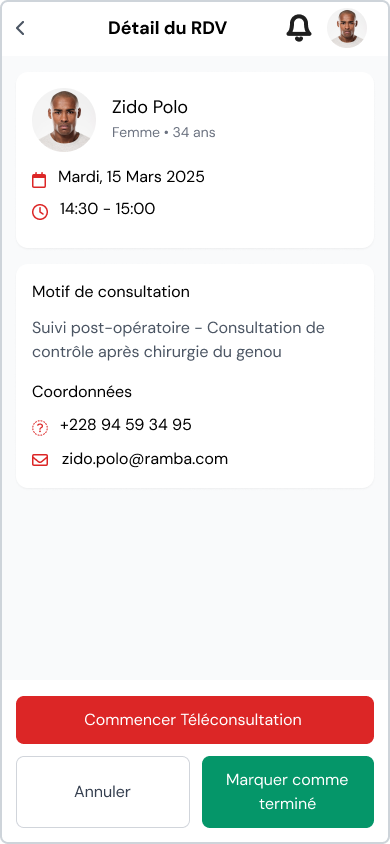 Détail du RDV
Zido Polo
Femme • 34 ans
Mardi, 15 Mars 2025
14:30 - 15:00
Motif de consultation
Suivi post-opératoire - Consultation de
contrôle après chirurgie du genou
Coordonnées
+228 94 59 34 95
zido.polo@ramba.com
Commencer Téléconsultation
Annuler
Marquer comme
terminé